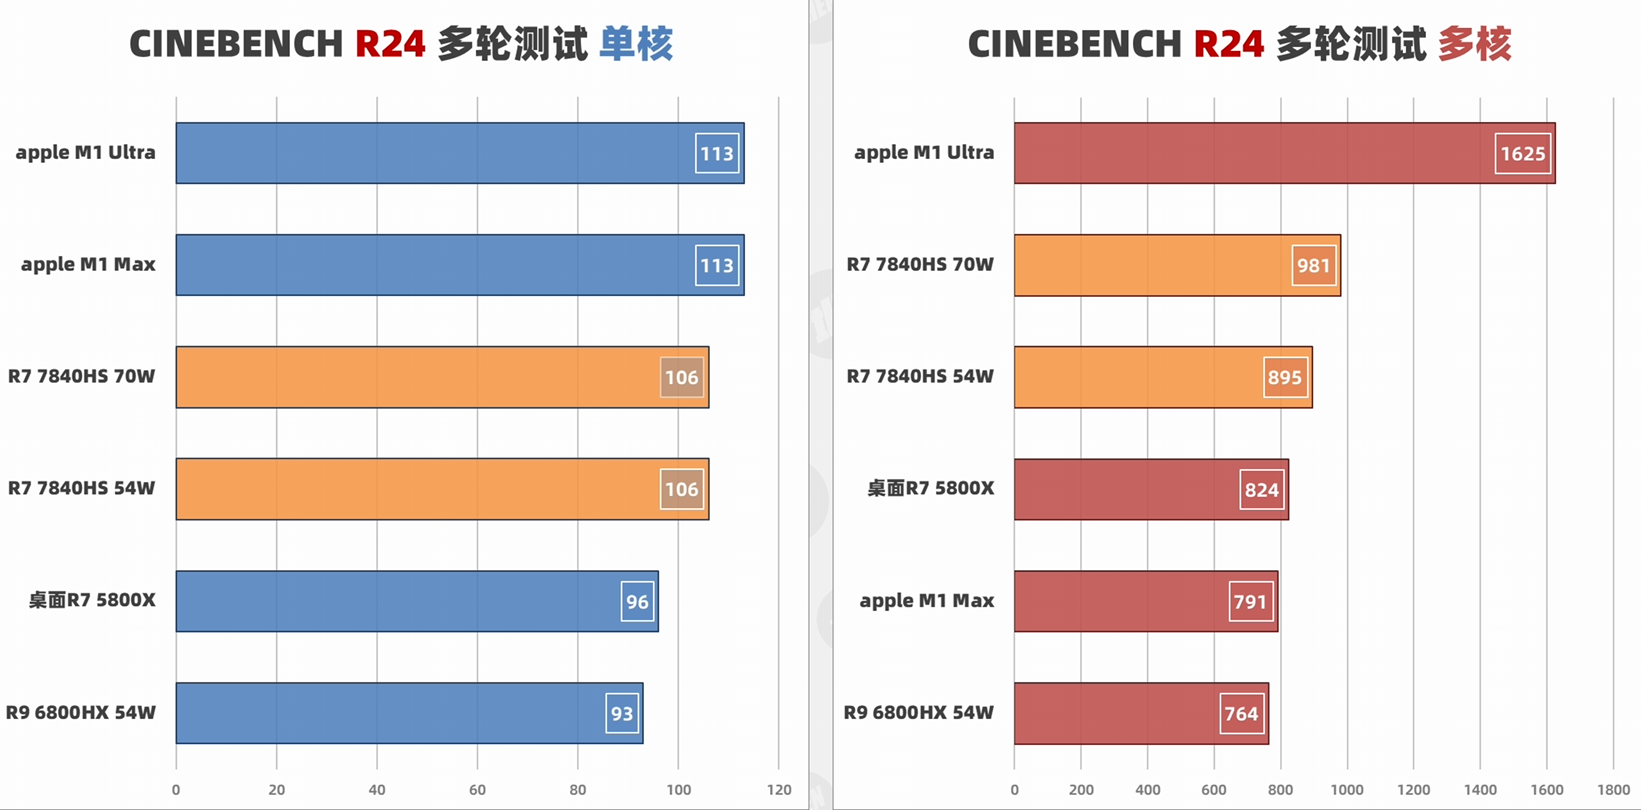 CINEBENCH R24 多轮测试 单核
apple M1 Ultra
113
apple M1 Max
113
R7 7840HS 70W
106
R7 7840HS 54W
106
桌面R7 5800X
96
R9 6800HX 54W
93
0 20 40 60 80 100 120
CINEBENCH R24 多轮测试 多核
apple M1 Ultra
1625
R7 7840HS 70W
981
R7 7840HS 54W
895
桌面R7 5800X
824
apple M1 Max
791
R9 6800HX 54W
764
0 200 400 600 800 1000 1200 1400 1600 1800